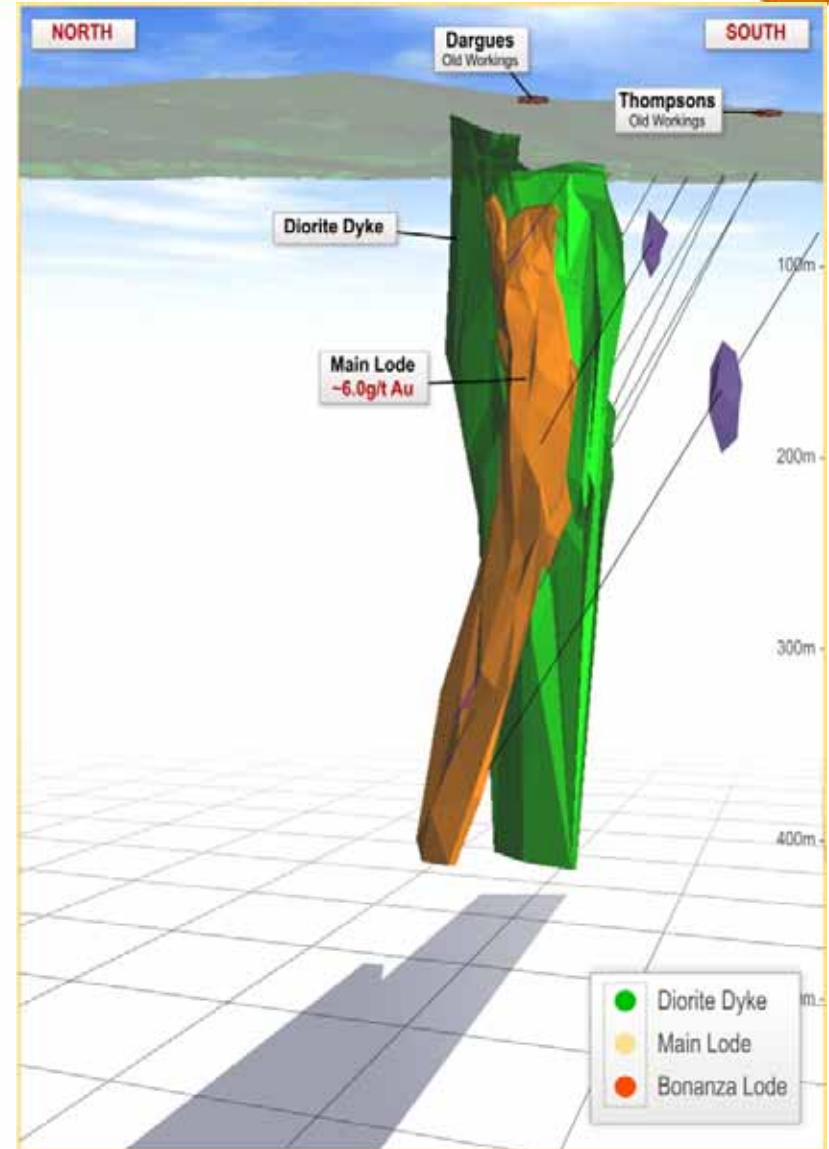 NORTH
Dargues
Old Workings
SOUTH
Thompsons
Old Workings
Diorite Dyke
100m -
Main Lode
~6.0g/t Au
200m -
300m -
400m -
m -
Diorite Dyke
Main Lode
Bonanza Lode